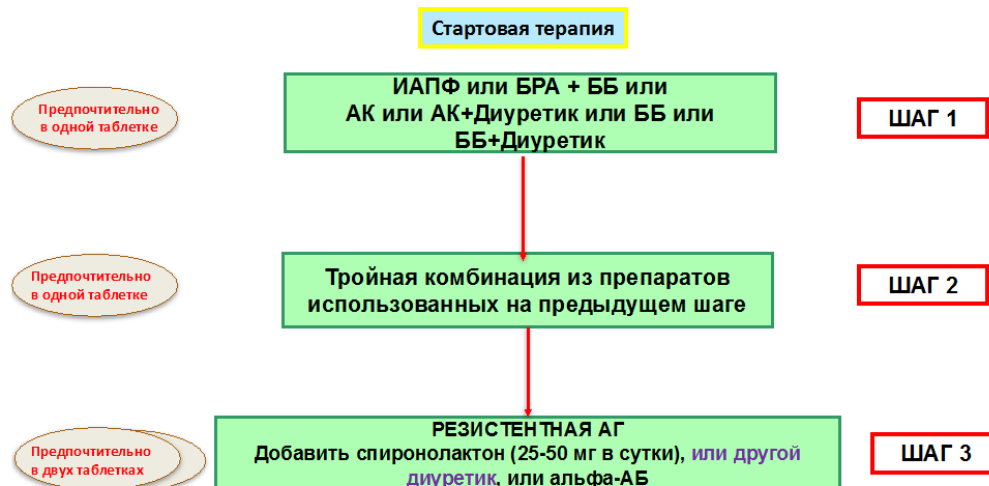 Стартовая терапия
Предпочтительно
в одной таблетке
ИАПФ или БРА + ББ или
АК или АК+Диуретик или ББ или
ББ+Диуретик
ШАГ 1
Предпочтительно
в одной таблетке
Тройная комбинация из препаратов
использованных на предыдущем шаге
ШАГ 2
Предпочтительно
в двух таблетках
РЕЗИСТЕНТНАЯ АГ
Добавить спиронолактон (25-50 мг в сутки), или другой
диуретик, или альфа-АБ
ШАГ 3